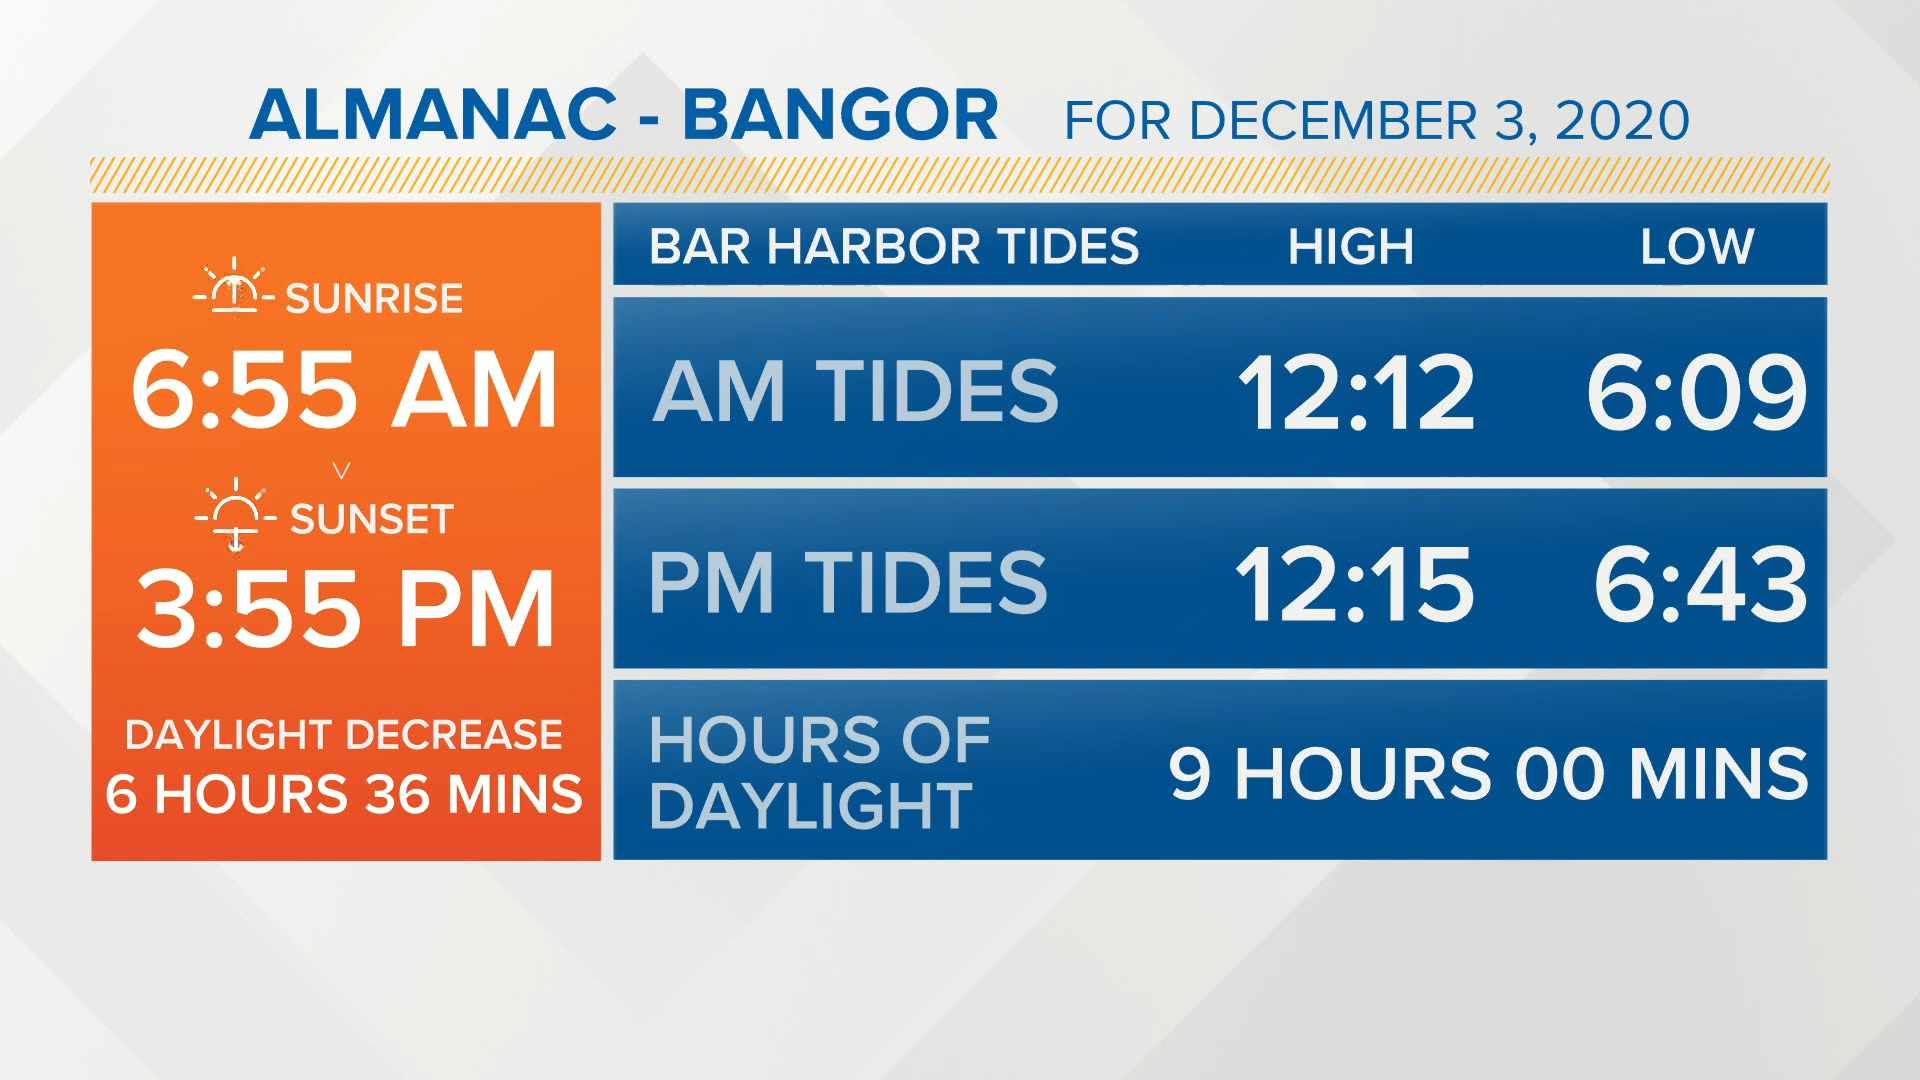 ALMANAC - BANGOR FOR DECEMBER 3, 2020
SUNRISE
6:55 AM
SUNSET
3:55 PM
DAYLIGHT DECREASE
6 HOURS 36 MINS
BAR HARBOR TIDES HIGH LOW
AM TIDES 12:12 6:09
PM TIDES 12:15 6:43
HOURS OF
DAYLIGHT
9 HOURS 00 MINS